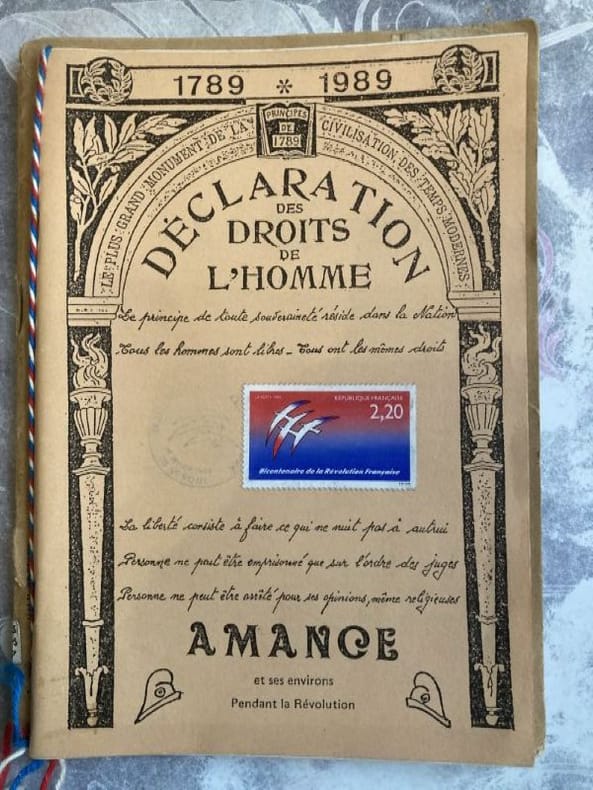 1789 * 1989
PRINCIPES
DE
1789
LE PLUS GRAND MONUMENT DE LA CIVILISATION DES TEMPS MODERNES
DÉCLARATION
DES
DROITS
DE
L'HOMME
Le principe de toute souveraineté réside dans la Nation
Tous les hommes sont libres - Tous ont les mêmes droits
RÉPUBLIQUE FRANÇAISE
2,20
Bicentenaire de la Révolution Française
La liberté consiste à faire ce qui ne nuit pas à autrui
Personne ne peut être emprisonné que sur l'ordre des juges
Personne ne peut être arrêté pour ses opinions, même religieuses
AMANCE
et ses environs
Pendant la Révolution